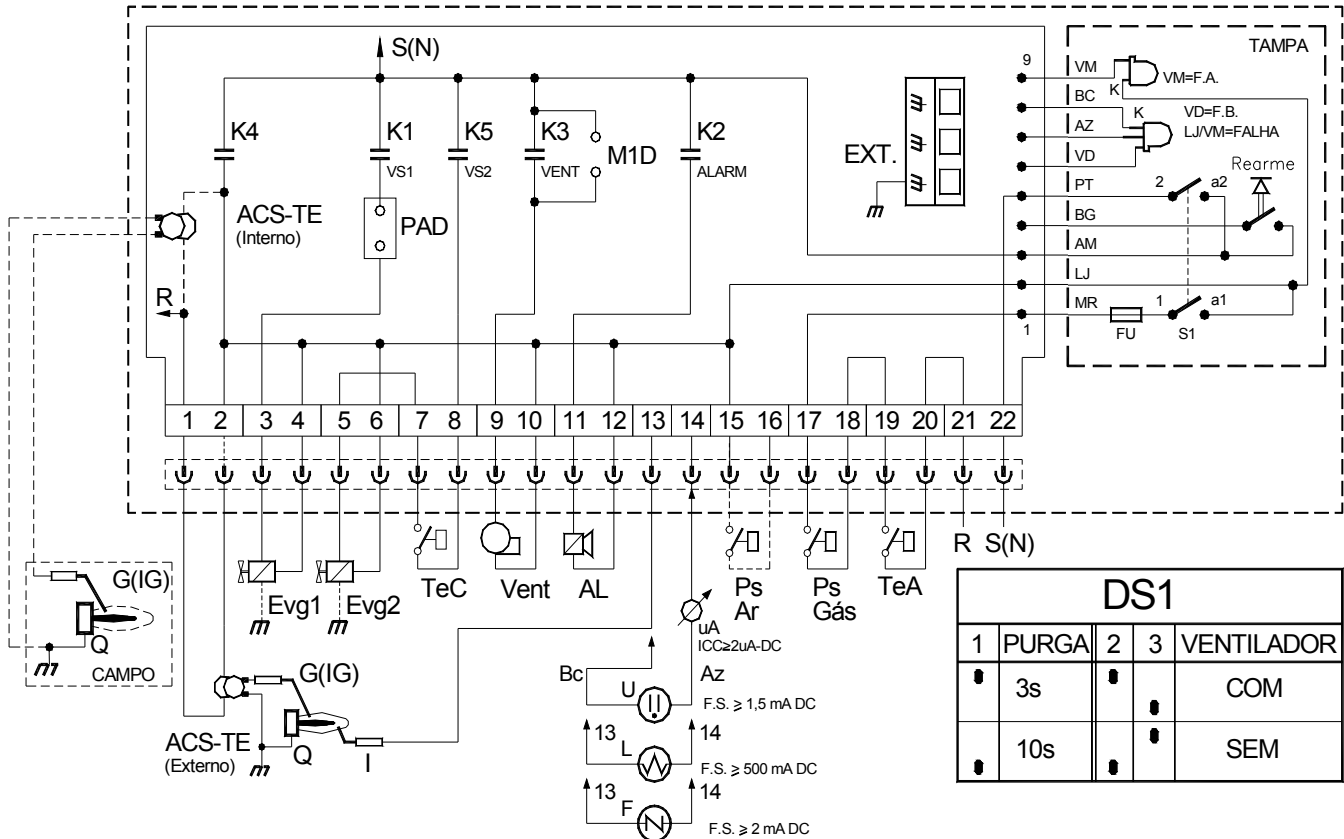 S(N)
TAMPA
9
VM
VM=F.A.
K
BC
K
VD=F.B.
LJ/VM=FALHA
AZ
VD
Rearme
PT
2
a2
BG
AM
LJ
MR
1
a1
FU
S1
1
EXT.
K4
K1
VS1
K5
VS2
K3
VENT
M1D
K2
ALARM
PAD
ACS-TE
(Interno)
R
1 2 3 4 5 6 7 8 9 10 11 12 13 14 15 16 17 18 19 20 21 22
R S(N)
Evg1
Evg2
TeC
Vent
AL
Ps
Ar
Ps
Gás
TeA
G(IG)
Q
CAMPO
G(IG)
ACS-TE
(Externo)
Q
I
uA
ICC≥2uA-DC
Bc
Az
U
F.S. ≥ 1,5 mA DC
13
14
L
F.S. ≥ 500 mA DC
13
14
F
F.S. ≥ 2 mA DC
DS1
1 PURGA 2 3 VENTILADOR
3s COM
10s SEM